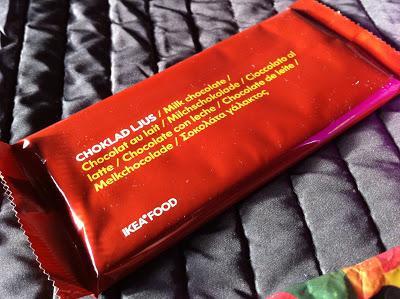 CHOKLAD LJUS / Milk chocolate /
Chocolat au lait / Milchschokolade / Cioccolato al
latte / Chocolate con leche / Chocolate de leite /
Melkchocolade / Σοκολάτα γάλακτος
IKEA® FOOD